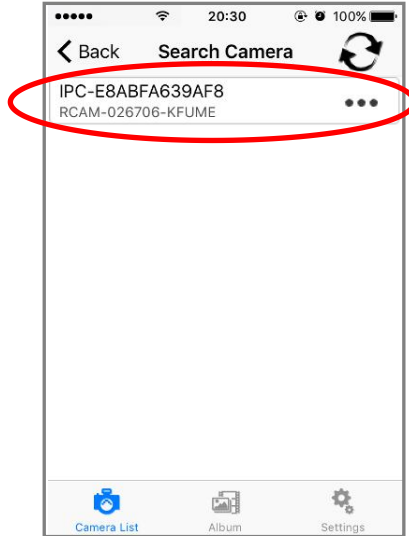 20:30
100%
Back
Search Camera
IPC-E8ABFA639AF8
RCAM-026706-KFUME
Camera List
Album
Settings